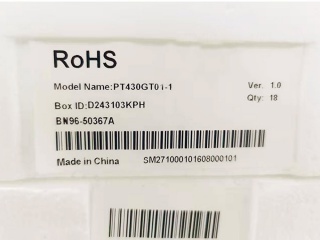 RoHS
Model Name:PT430GT01-1 Ver. 1.0
Box ID:D243103KPH Qty: 18
BN96-50367A
Made in China SM271000101608000101